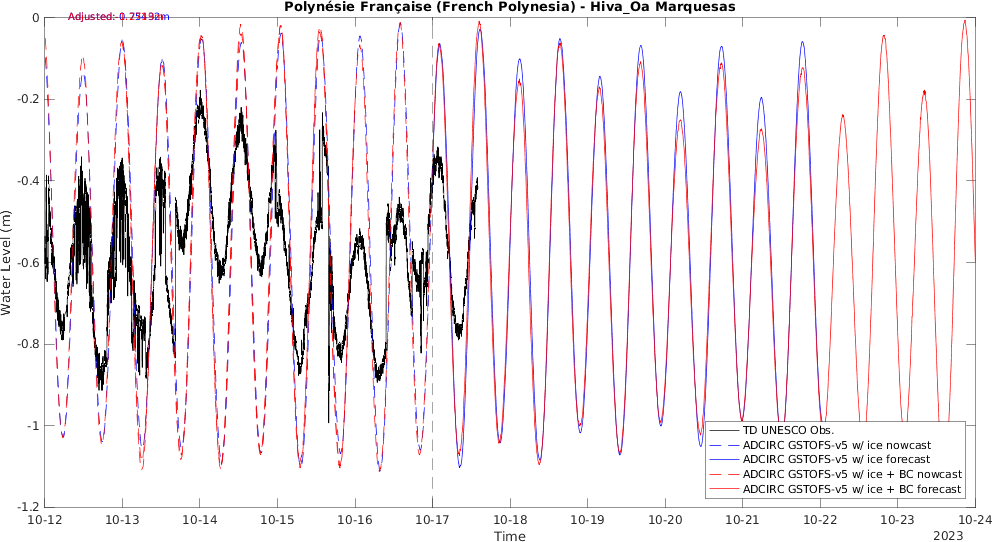 Polynésie Française (French Polynesia) - Hiva_Oa Marquesas
Adjusted:
0
-0.2
-0.4
-0.6
-0.8
-1
-1.2
Water Level (m)
TD UNESCO Obs.
ADCIRC GSTOFS-v5 w/ ice nowcast
ADCIRC GSTOFS-v5 w/ ice forecast
ADCIRC GSTOFS-v5 w/ ice + BC nowcast
ADCIRC GSTOFS-v5 w/ ice + BC forecast
10-12 10-13 10-14 10-15 10-16 10-17 10-18 10-19 10-20 10-21 10-22 10-23 10-24
Time
2023